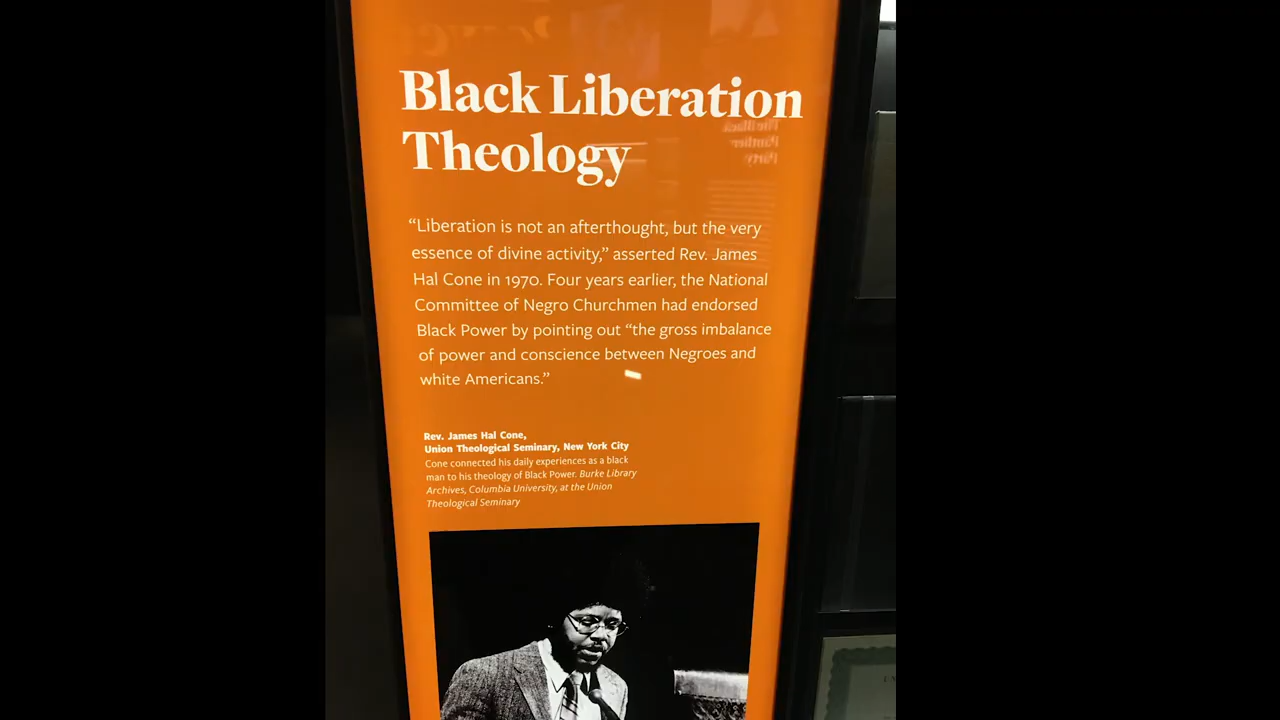 Black Liberation
Theology
The Black
Panther
Party
“Liberation is not an afterthought, but the very
essence of divine activity,” asserted Rev. James
Hal Cone in 1970. Four years earlier, the National
Committee of Negro Churchmen had endorsed
Black Power by pointing out “the gross imbalance
of power and conscience between Negroes and
white Americans.”
Rev. James Hal Cone,
Union Theological Seminary, New York City
Cone connected his daily experiences as a black
man to his theology of Black Power. Burke Library
Archives, Columbia University, at the Union
Theological Seminary